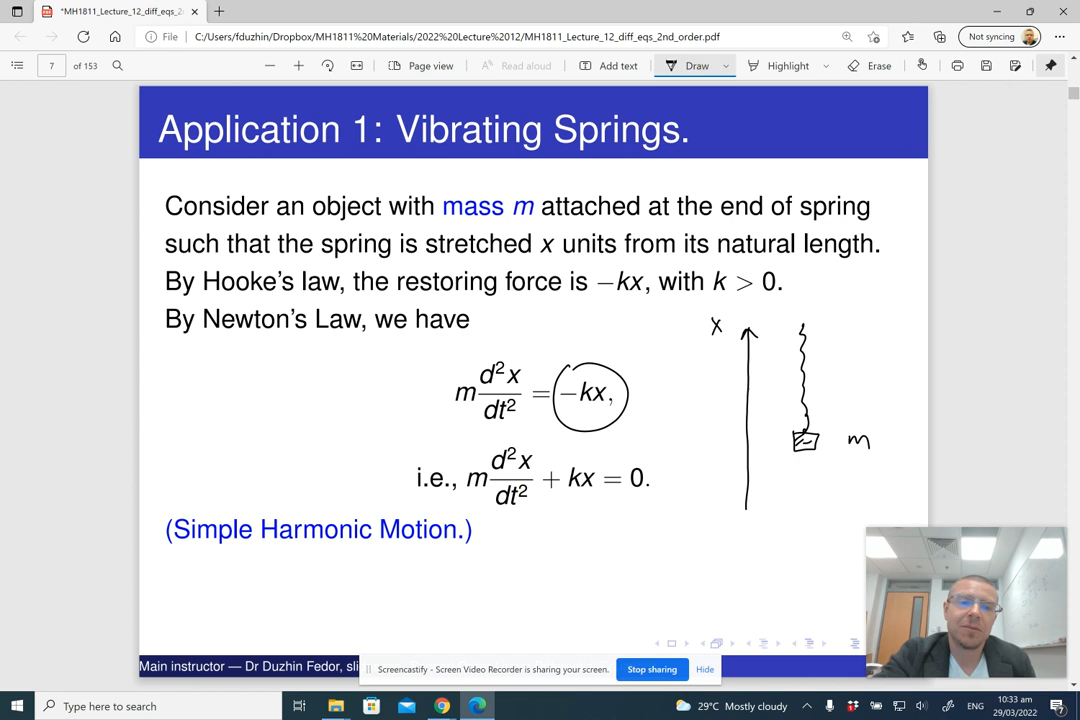 *MH1811_Lecture_12_diff_eqs_2
File
C:/Users/fduzhin/Dropbox/MH1811%20Materials/2022%20Lecture%2012/MH1811_Lecture_12_diff_eqs_2nd_order.pdf
Not syncing
7 of 153
Page view
Read aloud
Add text
Draw
Highlight
Erase
Application 1: Vibrating Springs.
Consider an object with mass m attached at the end of spring
such that the spring is stretched x units from its natural length.
By Hooke's law, the restoring force is −kx, with k > 0.
By Newton's Law, we have
x
m d²x/dt² = −kx,
m
i.e., m d²x/dt² + kx = 0.
(Simple Harmonic Motion.)
Main instructor — Dr Duzhin Fedor, sli
Screencastify - Screen Video Recorder is sharing your screen.
Stop sharing
Hide
Type here to search
29°C Mostly cloudy
ENG
10:33 am
29/03/2022
7